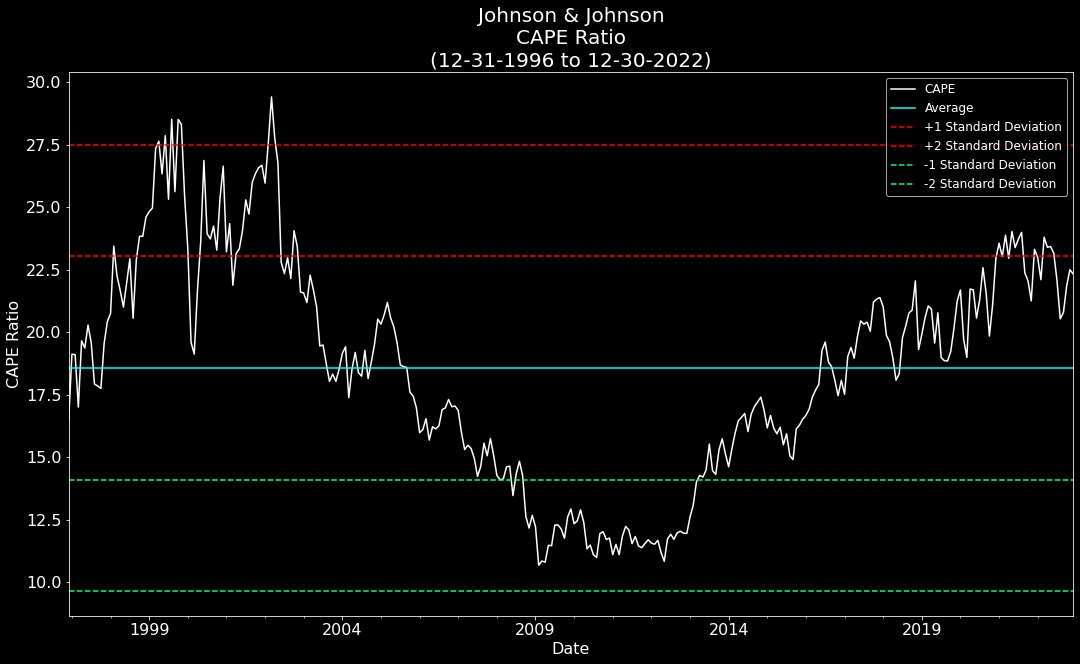 Johnson & Johnson
CAPE Ratio
(12-31-1996 to 12-30-2022)
CAPE
Average
+1 Standard Deviation
+2 Standard Deviation
-1 Standard Deviation
-2 Standard Deviation
CAPE Ratio
30.0
27.5
25.0
22.5
20.0
17.5
15.0
12.5
10.0
1999
2004
2009
2014
2019
Date